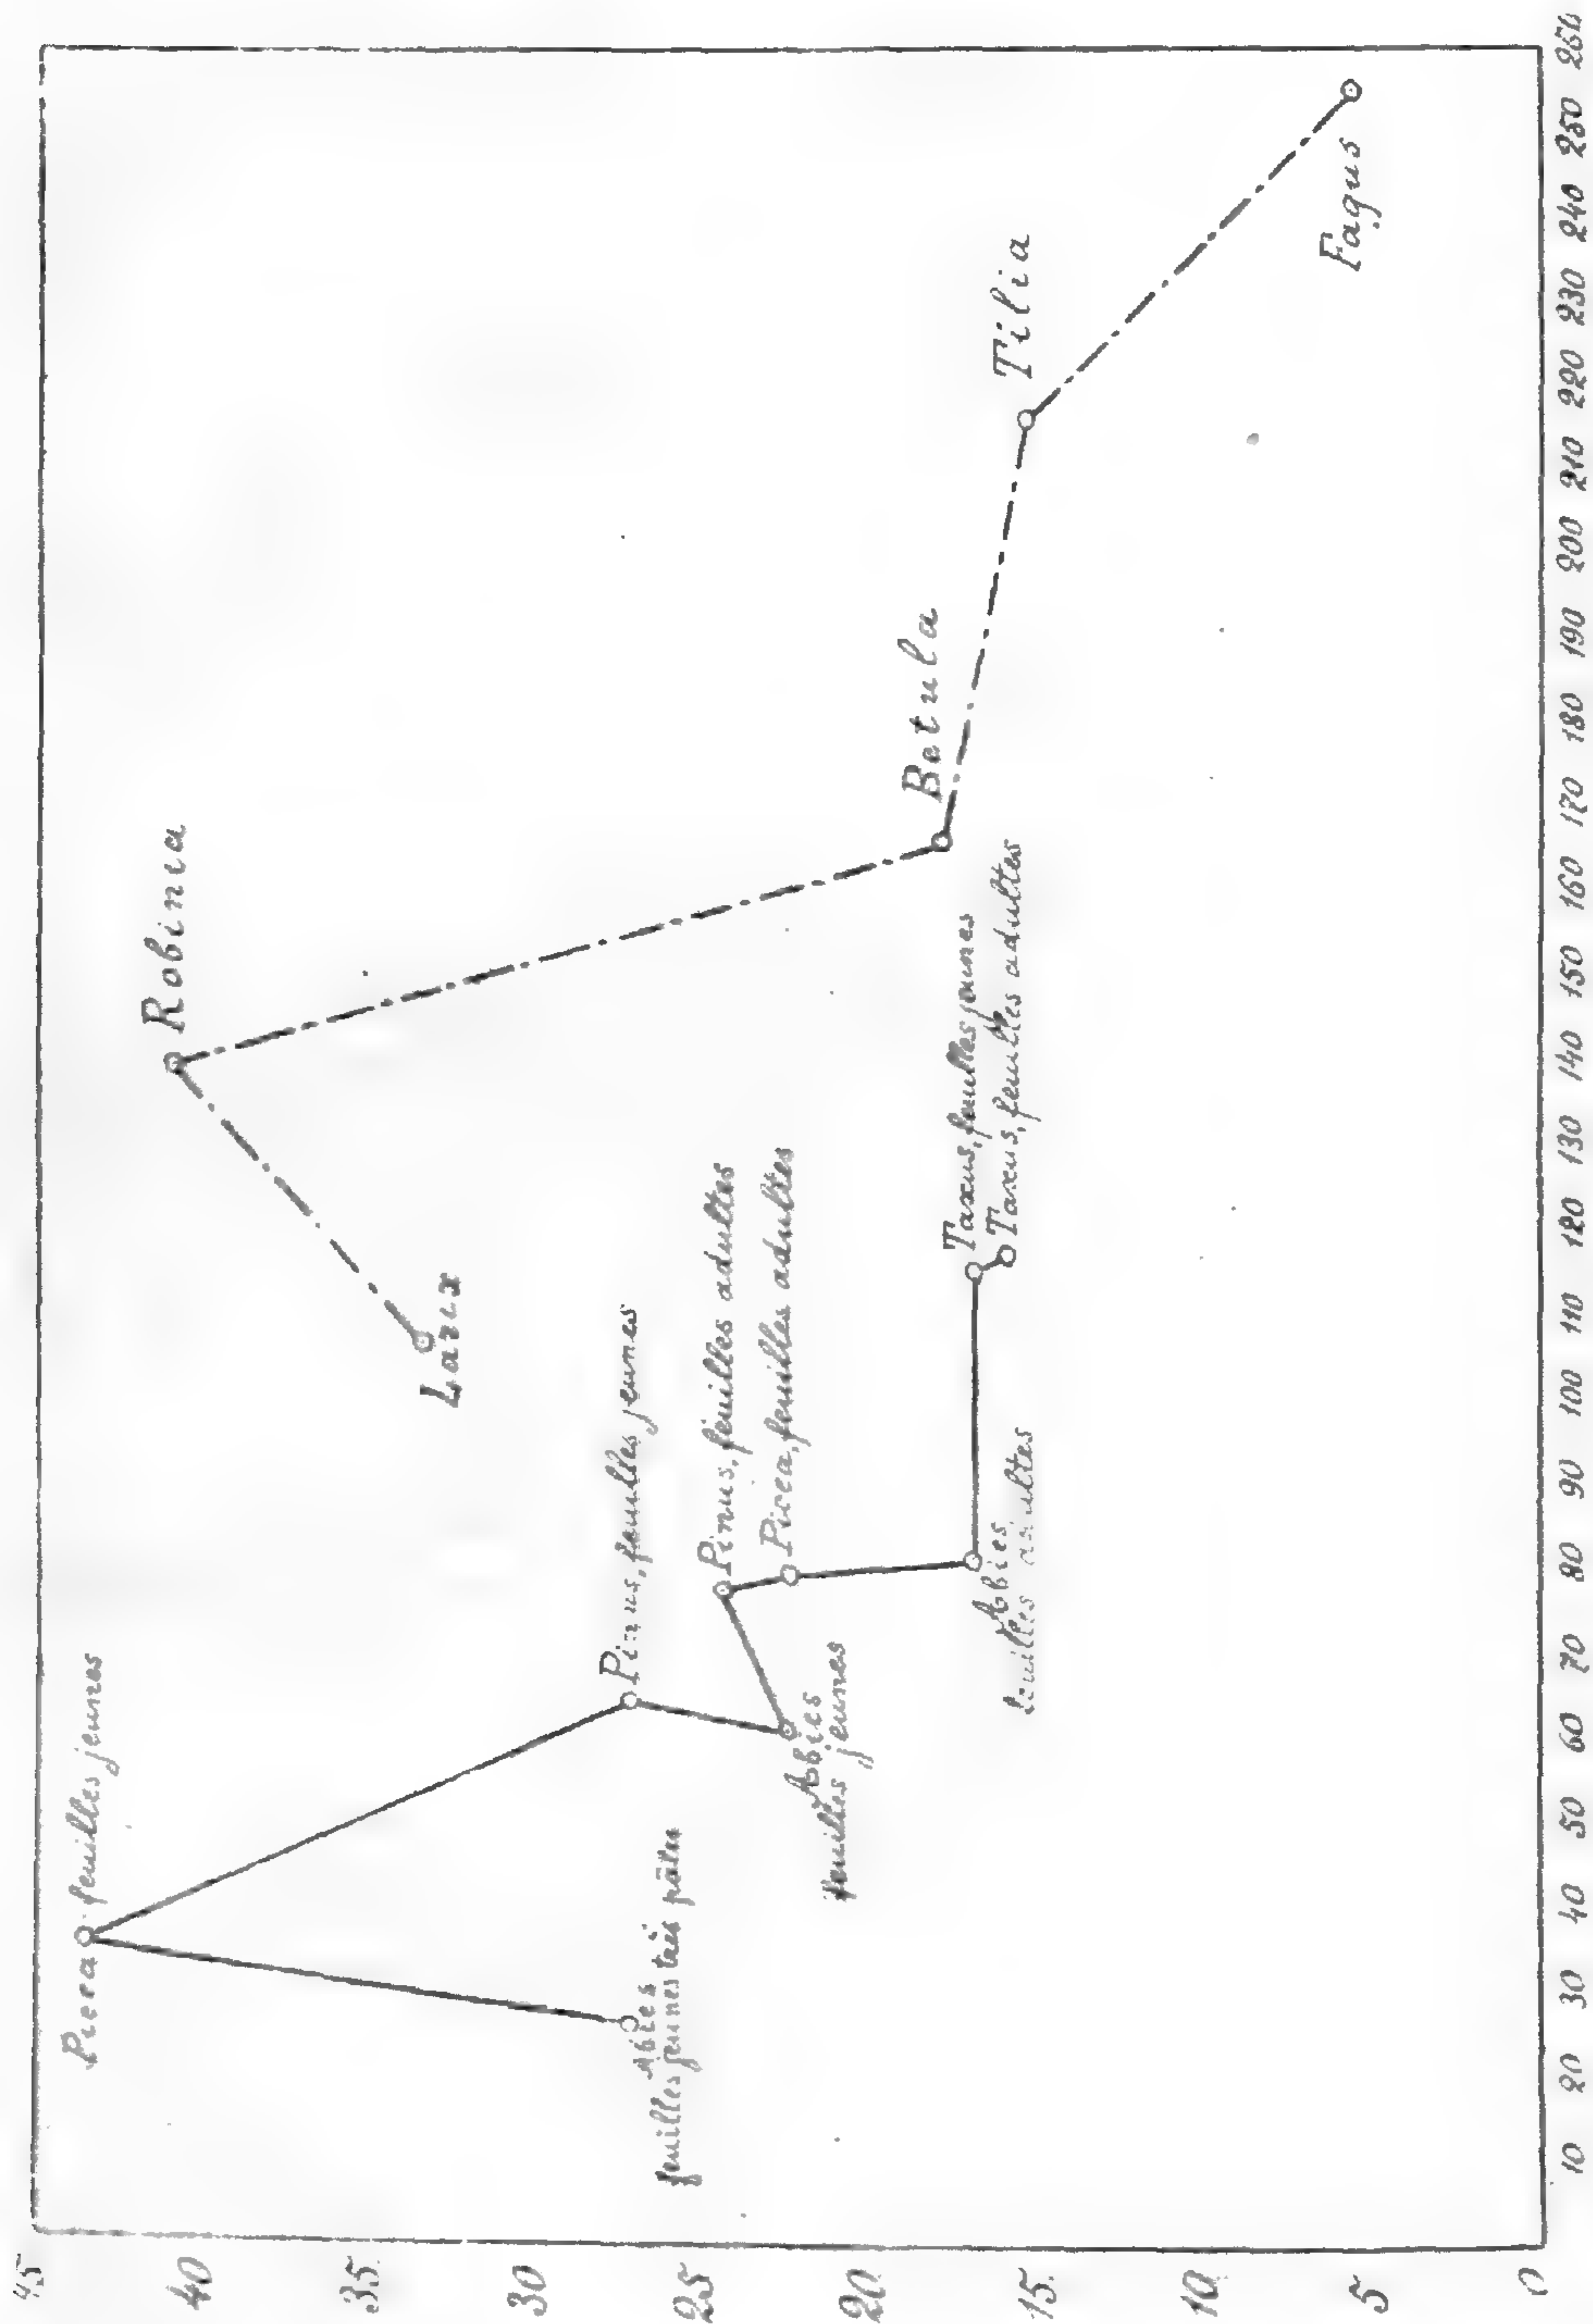 45
40
35
30
25
20
15
10
5
0
10 20 30 40 50 60 70 80 90 100 110 120 130 140 150 160 170 180 190 200 210 220 230 240 250 260
Picea feuilles jeunes
Abies
feuilles jeunes très pâles
Pinus, feuilles jeunes
Abies
feuilles jeunes
Pinus, feuilles adultes
Picea, feuilles adultes
Abies
feuilles adultes
Taxus, feuilles jeunes
Taxus, feuilles adultes
Larix
Robinia
Betula
Tilia
Fagus